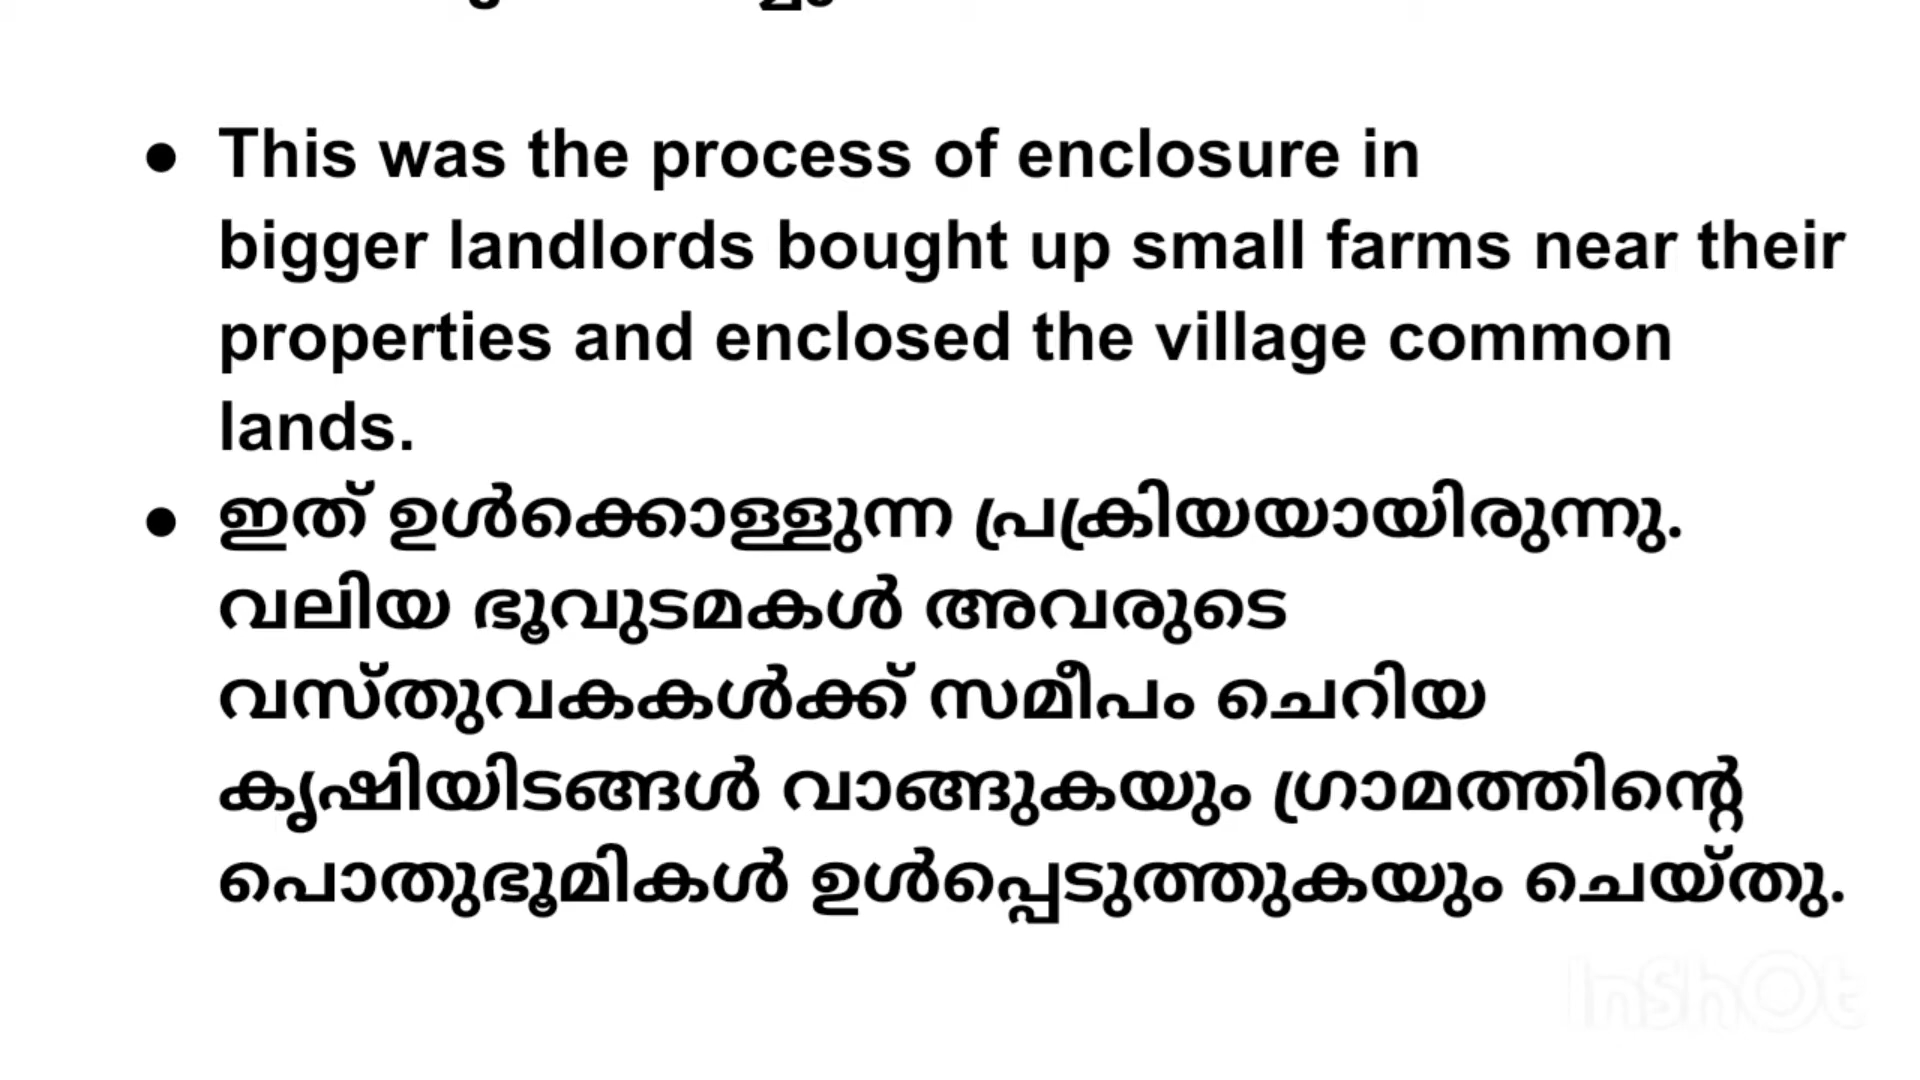 ● This was the process of enclosure in
bigger landlords bought up small farms near their
properties and enclosed the village common
lands.
● ഇത് ഉൾക്കൊള്ളുന്ന പ്രക്രിയയായിരുന്നു.
വലിയ ഭൂവുടമകൾ അവരുടെ
വസ്തുവകകൾക്ക് സമീപം ചെറിയ
കൃഷിയിടങ്ങൾ വാങ്ങുകയും ഗ്രാമത്തിന്റെ
പൊതുഭൂമികൾ ഉൾപ്പെടുത്തുകയും ചെയ്തു.
InShOt